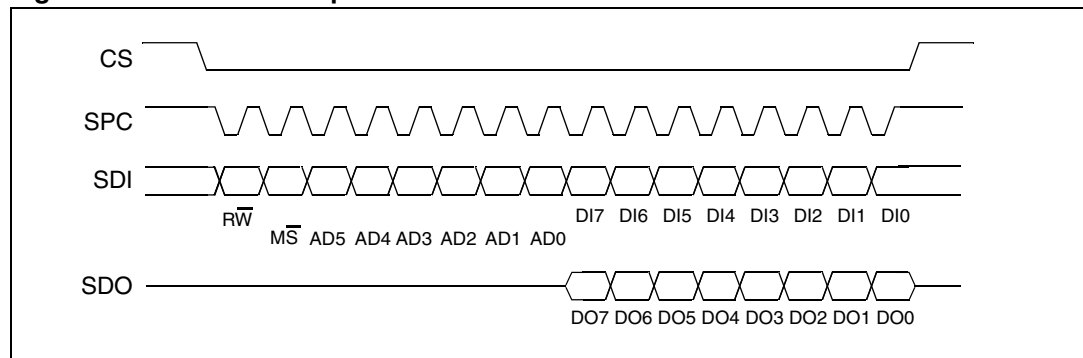 CS
SPC
SDI
RW̅ DI7 DI6 DI5 DI4 DI3 DI2 DI1 DI0
MS̅ AD5 AD4 AD3 AD2 AD1 AD0
SDO
DO7 DO6 DO5 DO4 DO3 DO2 DO1 DO0